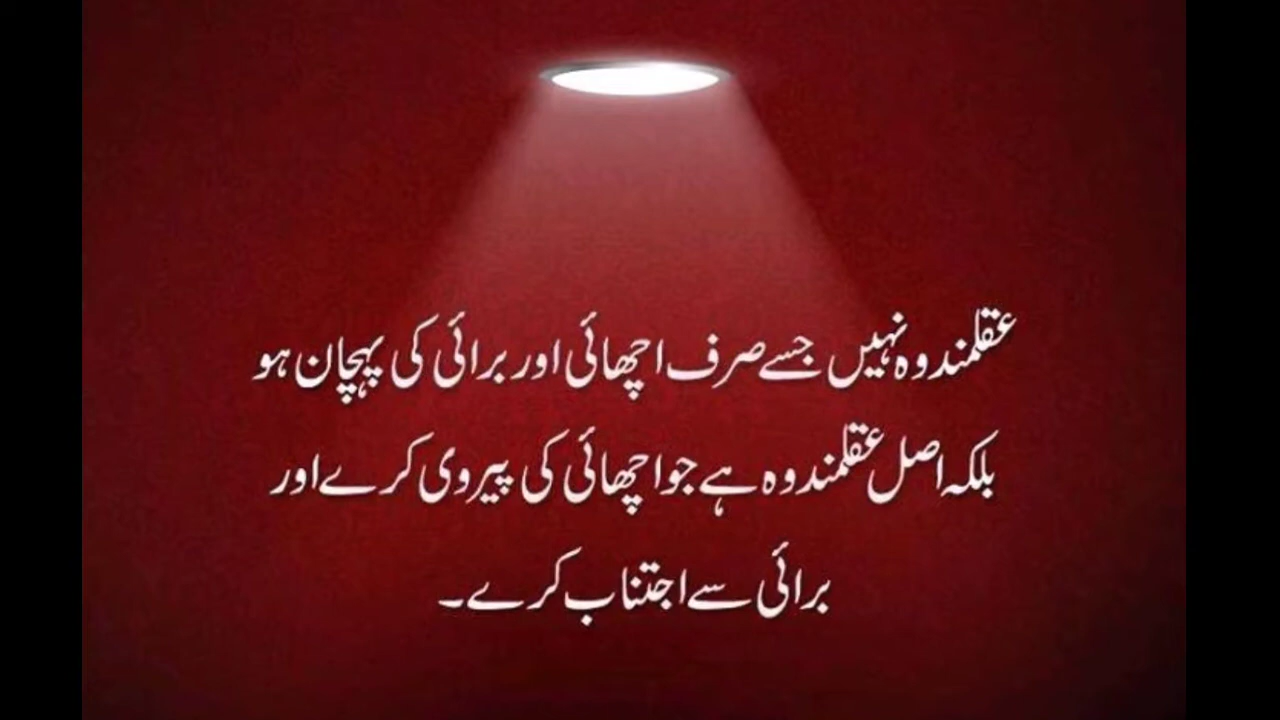 عقلمند وہ نہیں جسے صرف اچھائی اور برائی کی پہچان ہو
بلکہ اصل عقلمند وہ ہے جو اچھائی کی پیروی کرے اور
برائی سے اجتناب کرے۔